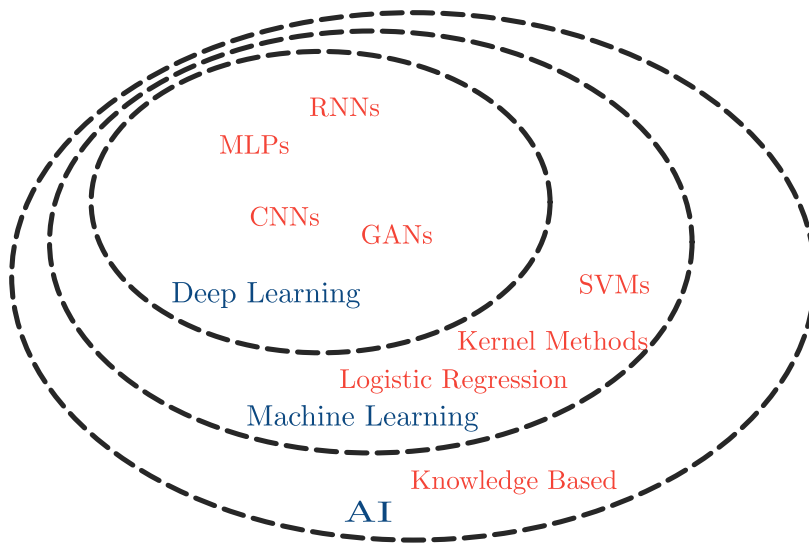 RNNs
MLPs
CNNs
GANs
Deep Learning
SVMs
Kernel Methods
Logistic Regression
Machine Learning
Knowledge Based
AI